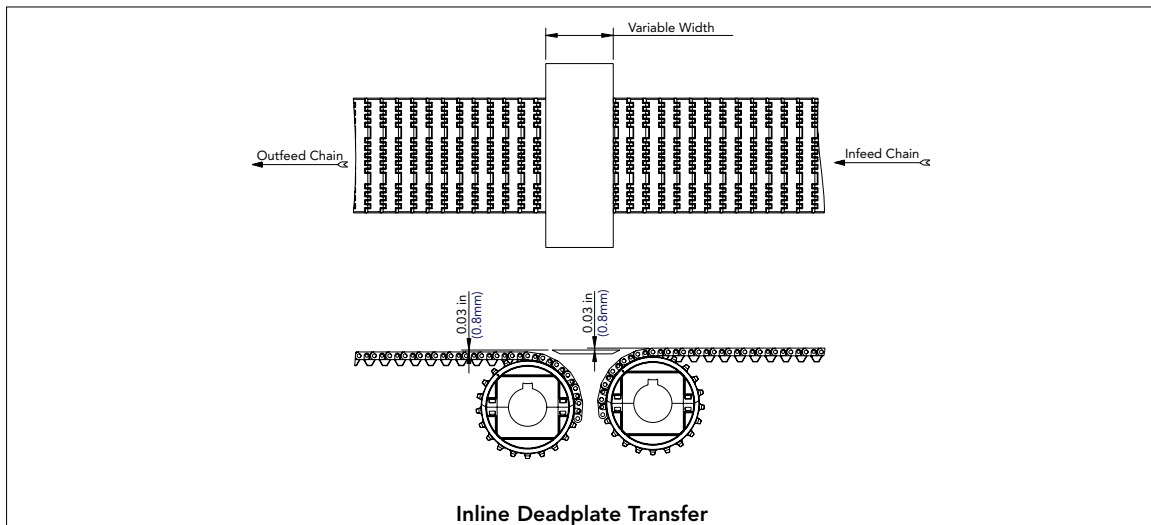 Variable Width
Outfeed Chain
Infeed Chain
0.03 in
(0.8mm)
0.03 in
(0.8mm)
Inline Deadplate Transfer